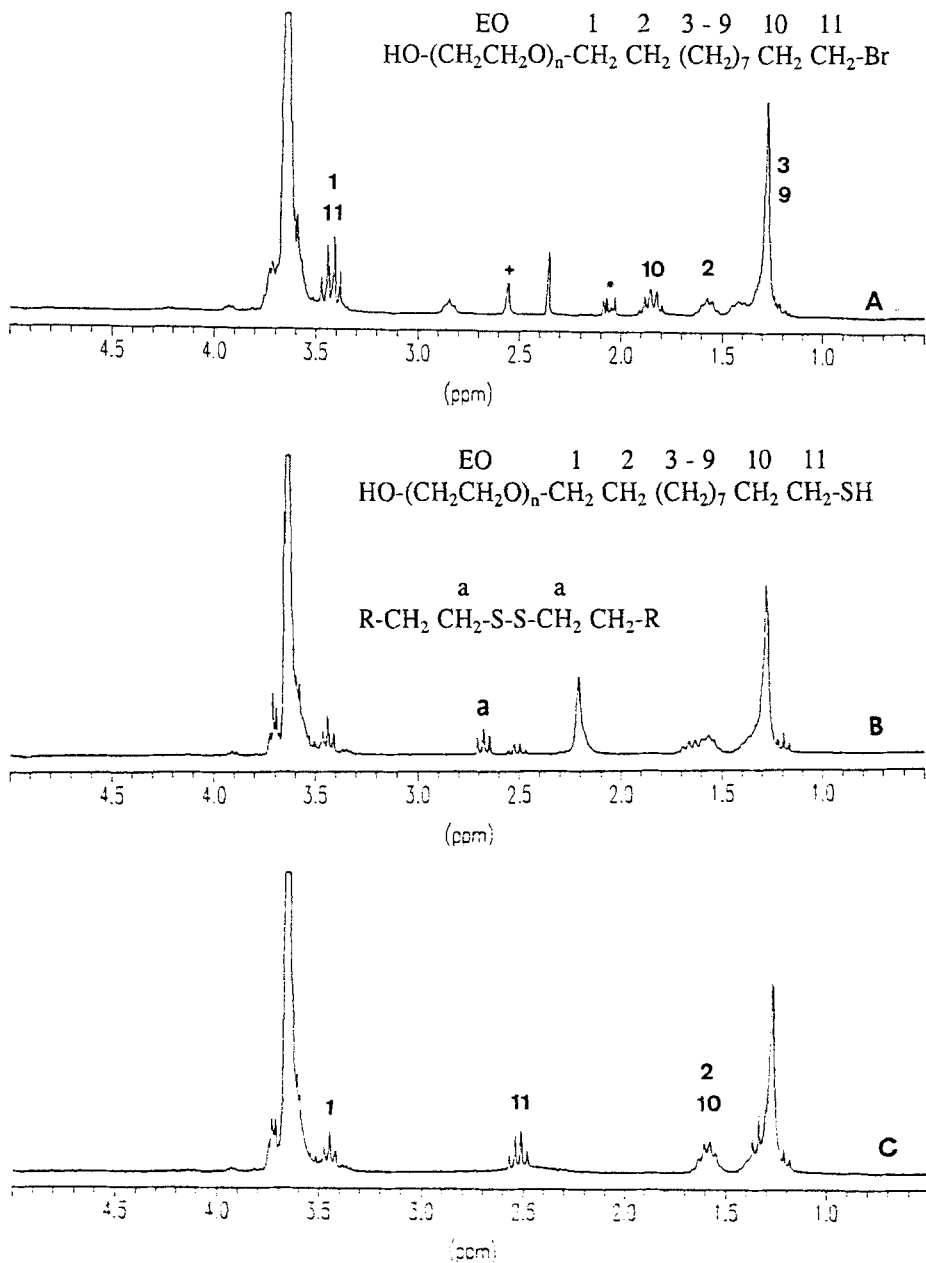 EO 1 2 3 - 9 10 11
HO-(CH₂CH₂O)ₙ-CH₂ CH₂ (CH₂)₇ CH₂ CH₂-Br
1
11
+
*
10
2
3
9
A
4.5 4.0 3.5 3.0 2.5 2.0 1.5 1.0
(ppm)
EO 1 2 3 - 9 10 11
HO-(CH₂CH₂O)ₙ-CH₂ CH₂ (CH₂)₇ CH₂ CH₂-SH
a a
R-CH₂ CH₂-S-S-CH₂ CH₂-R
a
B
4.5 4.0 3.5 3.0 2.5 2.0 1.5 1.0
(ppm)
1
11
2
10
C
4.5 4.0 3.5 3.0 2.5 2.0 1.5 1.0
(ppm)